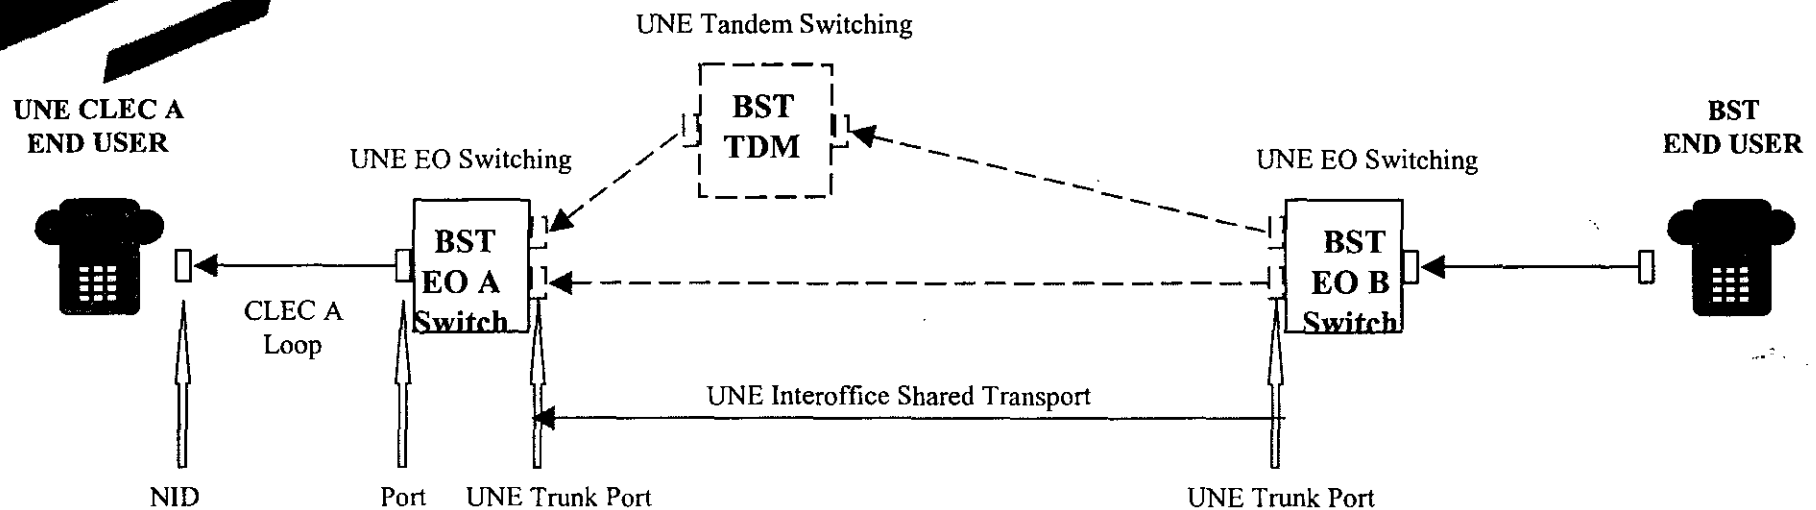 UNE Tandem Switching
UNE CLEC A
END USER
BST
TDM
BST
END USER
UNE EO Switching
UNE EO Switching
BST
EO A
Switch
BST
EO B
Switch
CLEC A
Loop
UNE Interoffice Shared Transport
NID
Port
UNE Trunk Port
UNE Trunk Port